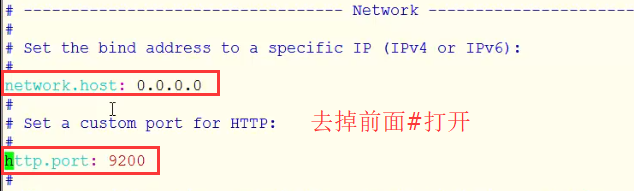 # ---------------------------------- Network -----------------------------------
#
# Set the bind address to a specific IP (IPv4 or IPv6):
#
network.host: 0.0.0.0
#
# Set a custom port for HTTP: 去掉前面#打开
#
http.port: 9200
#